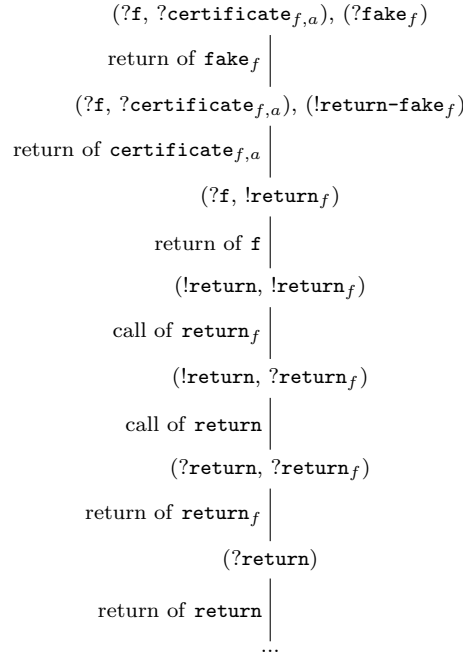 (?f, ?certificate_{f,a}), (?fake_f)
return of fake_f
(?f, ?certificate_{f,a}), (!return-fake_f)
return of certificate_{f,a}
(?f, !return_f)
return of f
(!return, !return_f)
call of return_f
(!return, ?return_f)
call of return
(?return, ?return_f)
return of return_f
(?return)
return of return
...